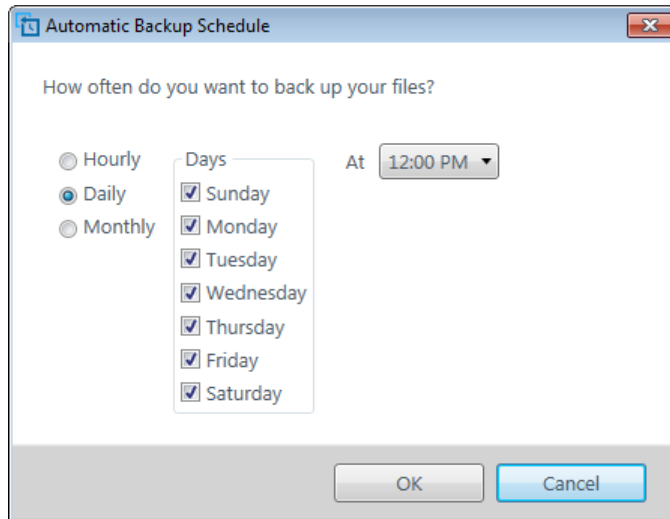 Automatic Backup Schedule
How often do you want to back up your files?
Hourly
Daily
Monthly
Days
Sunday
Monday
Tuesday
Wednesday
Thursday
Friday
Saturday
At 12:00 PM
OK
Cancel